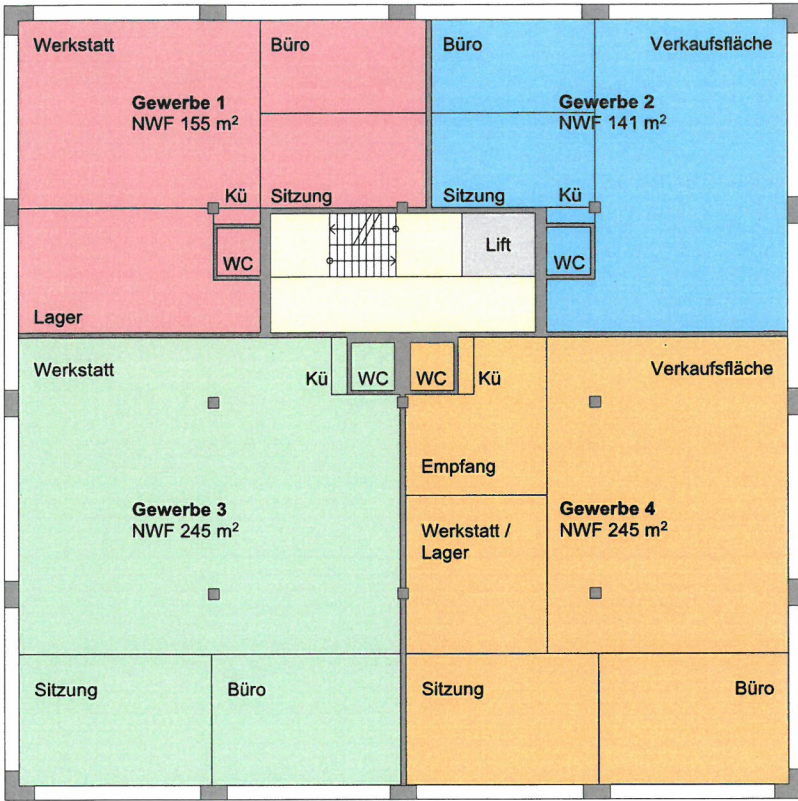 Werkstatt
Büro
Gewerbe 1
NWF 155 m²
Kü
Sitzung
WC
Lager
Büro
Verkaufsfläche
Gewerbe 2
NWF 141 m²
Sitzung
Kü
WC
Lift
Werkstatt
Kü
WC
Gewerbe 3
NWF 245 m²
Sitzung
Büro
WC
Kü
Verkaufsfläche
Empfang
Gewerbe 4
NWF 245 m²
Werkstatt /
Lager
Sitzung
Büro